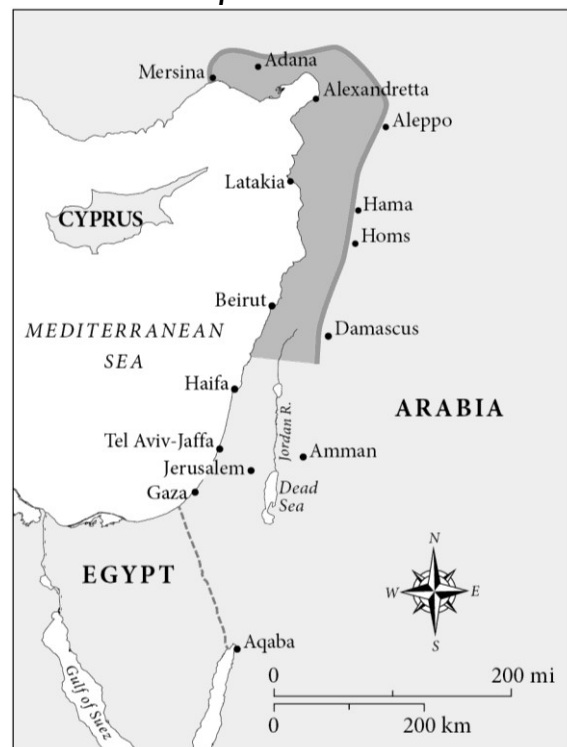 Adana
Mersina
Alexandretta
Aleppo
Latakia
Hama
CYPRUS
Homs
Beirut
MEDITERRANEAN
SEA
Damascus
Haifa
ARABIA
Jordan R.
Tel Aviv-Jaffa
Amman
Jerusalem
Gaza
Dead
Sea
EGYPT
N
W
E
S
Aqaba
Gulf of Suez
0
200 mi
0
200 km